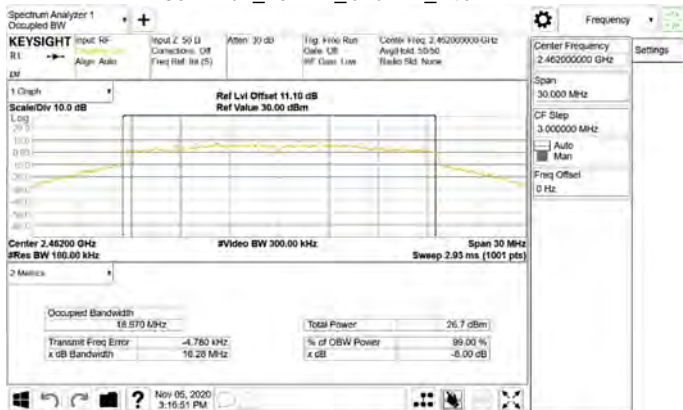 Spectrum Analyzer 1
Occupied BW
+
Frequency
KEYSIGHT
Input: RF
Input Z: 50 Ω
Atten: 30 dB
Trig: Free Run
Center Freq: 2.462000000 GHz
Align: Auto
Corrections: Off
Freq Ref: Int (S)
Gate: Off
IF Gain: Low
Avg|Hold: 50/50
Radio Std: None
Center Frequency
2.462000000 GHz
Settings
Span
30.000 MHz
CF Step
3.000000 MHz
Auto
Man
Freq Offset
0 Hz
1 Graph
Scale/Div 10.0 dB
Ref Lvl Offset 11.10 dB
Ref Value 30.00 dBm
Log
Center 2.46200 GHz
#Video BW 300.00 kHz
Span 30 MHz
#Res BW 100.00 kHz
Sweep 2.93 ms (1001 pts)
2 Metrics
Occupied Bandwidth
18.970 MHz
Total Power
26.7 dBm
Transmit Freq Error
-4.780 kHz
% of OBW Power
99.00 %
x dB Bandwidth
16.28 MHz
x dB
-6.00 dB
?
Nov 05, 2020
3:16:51 PM